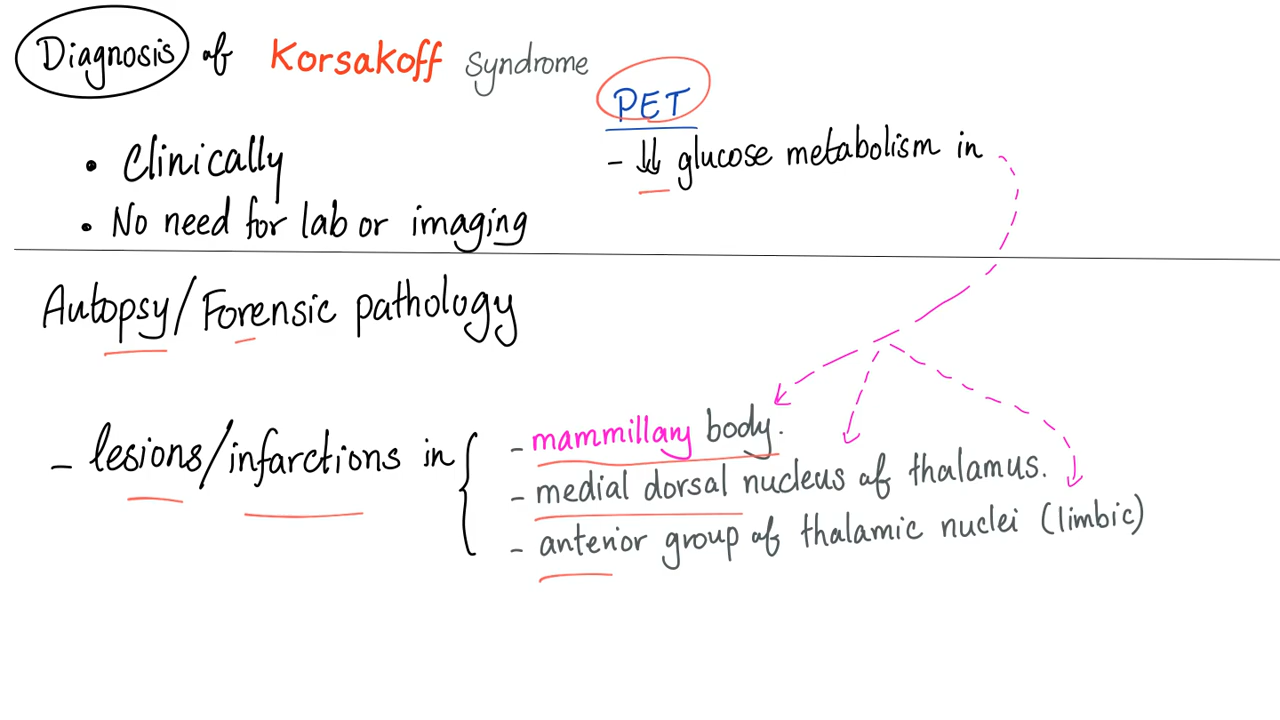 Diagnosis of Korsakoff Syndrome
• Clinically
• No need for lab or imaging
PET
- ↓↓ glucose metabolism in
Autopsy/Forensic pathology
- lesions/infarctions in
- mammillary body.
- medial dorsal nucleus of thalamus.
- anterior group of thalamic nuclei (limbic)